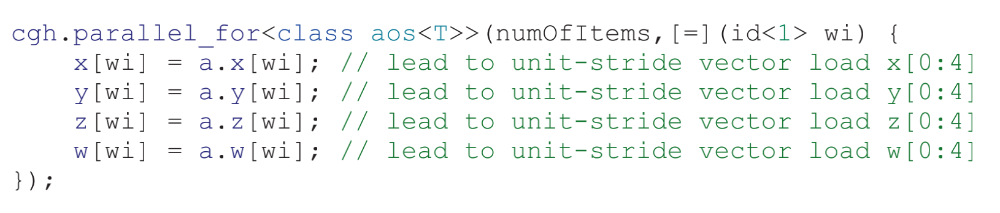 cgh.parallel_for<class aos<T>>(numOfItems,[=](id<1> wi) {
    x[wi] = a.x[wi]; // lead to unit-stride vector load x[0:4]
    y[wi] = a.y[wi]; // lead to unit-stride vector load y[0:4]
    z[wi] = a.z[wi]; // lead to unit-stride vector load z[0:4]
    w[wi] = a.w[wi]; // lead to unit-stride vector load w[0:4]
});